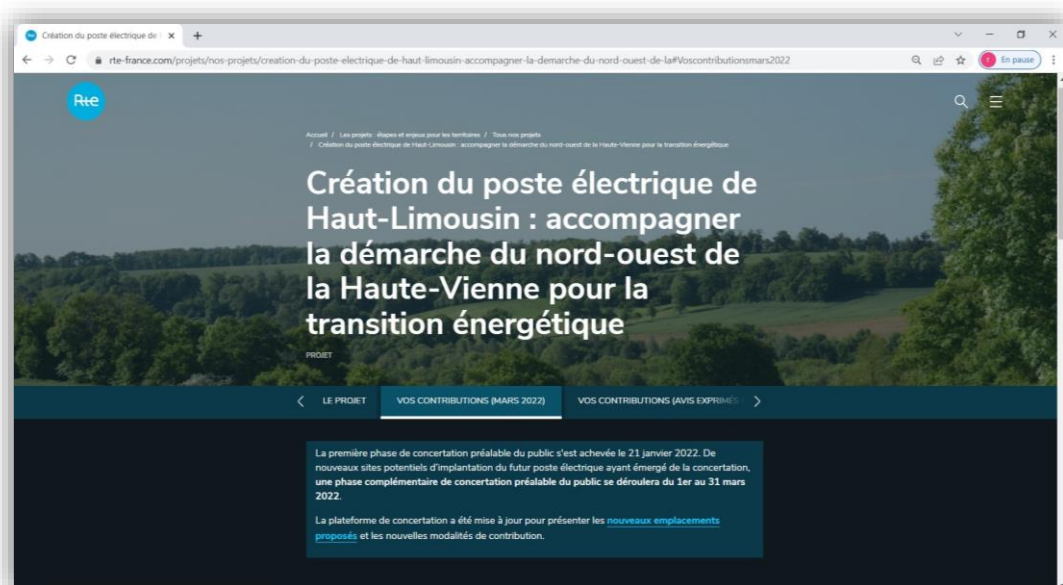 Création du poste électrique de
rte-france.com/projets/nos-projets/creation-du-poste-electrique-de-haut-limousin-accompagner-la-demarche-du-nord-ouest-de-la#Voscontributionsmars2022
En pause
Rte
Accueil / Les projets : étapes et enjeux pour les territoires / Tous nos projets
/ Création du poste électrique de Haut-Limousin : accompagner la démarche du nord-ouest de la Haute-Vienne pour la transition énergétique
Création du poste électrique de
Haut-Limousin : accompagner
la démarche du nord-ouest de
la Haute-Vienne pour la
transition énergétique
PROJET
LE PROJET
VOS CONTRIBUTIONS (MARS 2022)
VOS CONTRIBUTIONS (AVIS EXPRIMÉS
La première phase de concertation préalable du public s'est achevée le 21 janvier 2022. De
nouveaux sites potentiels d'implantation du futur poste électrique ayant émergé de la concertation,
une phase complémentaire de concertation préalable du public se déroulera du 1er au 31 mars
2022.
La plateforme de concertation a été mise à jour pour présenter les nouveaux emplacements
proposés et les nouvelles modalités de contribution.